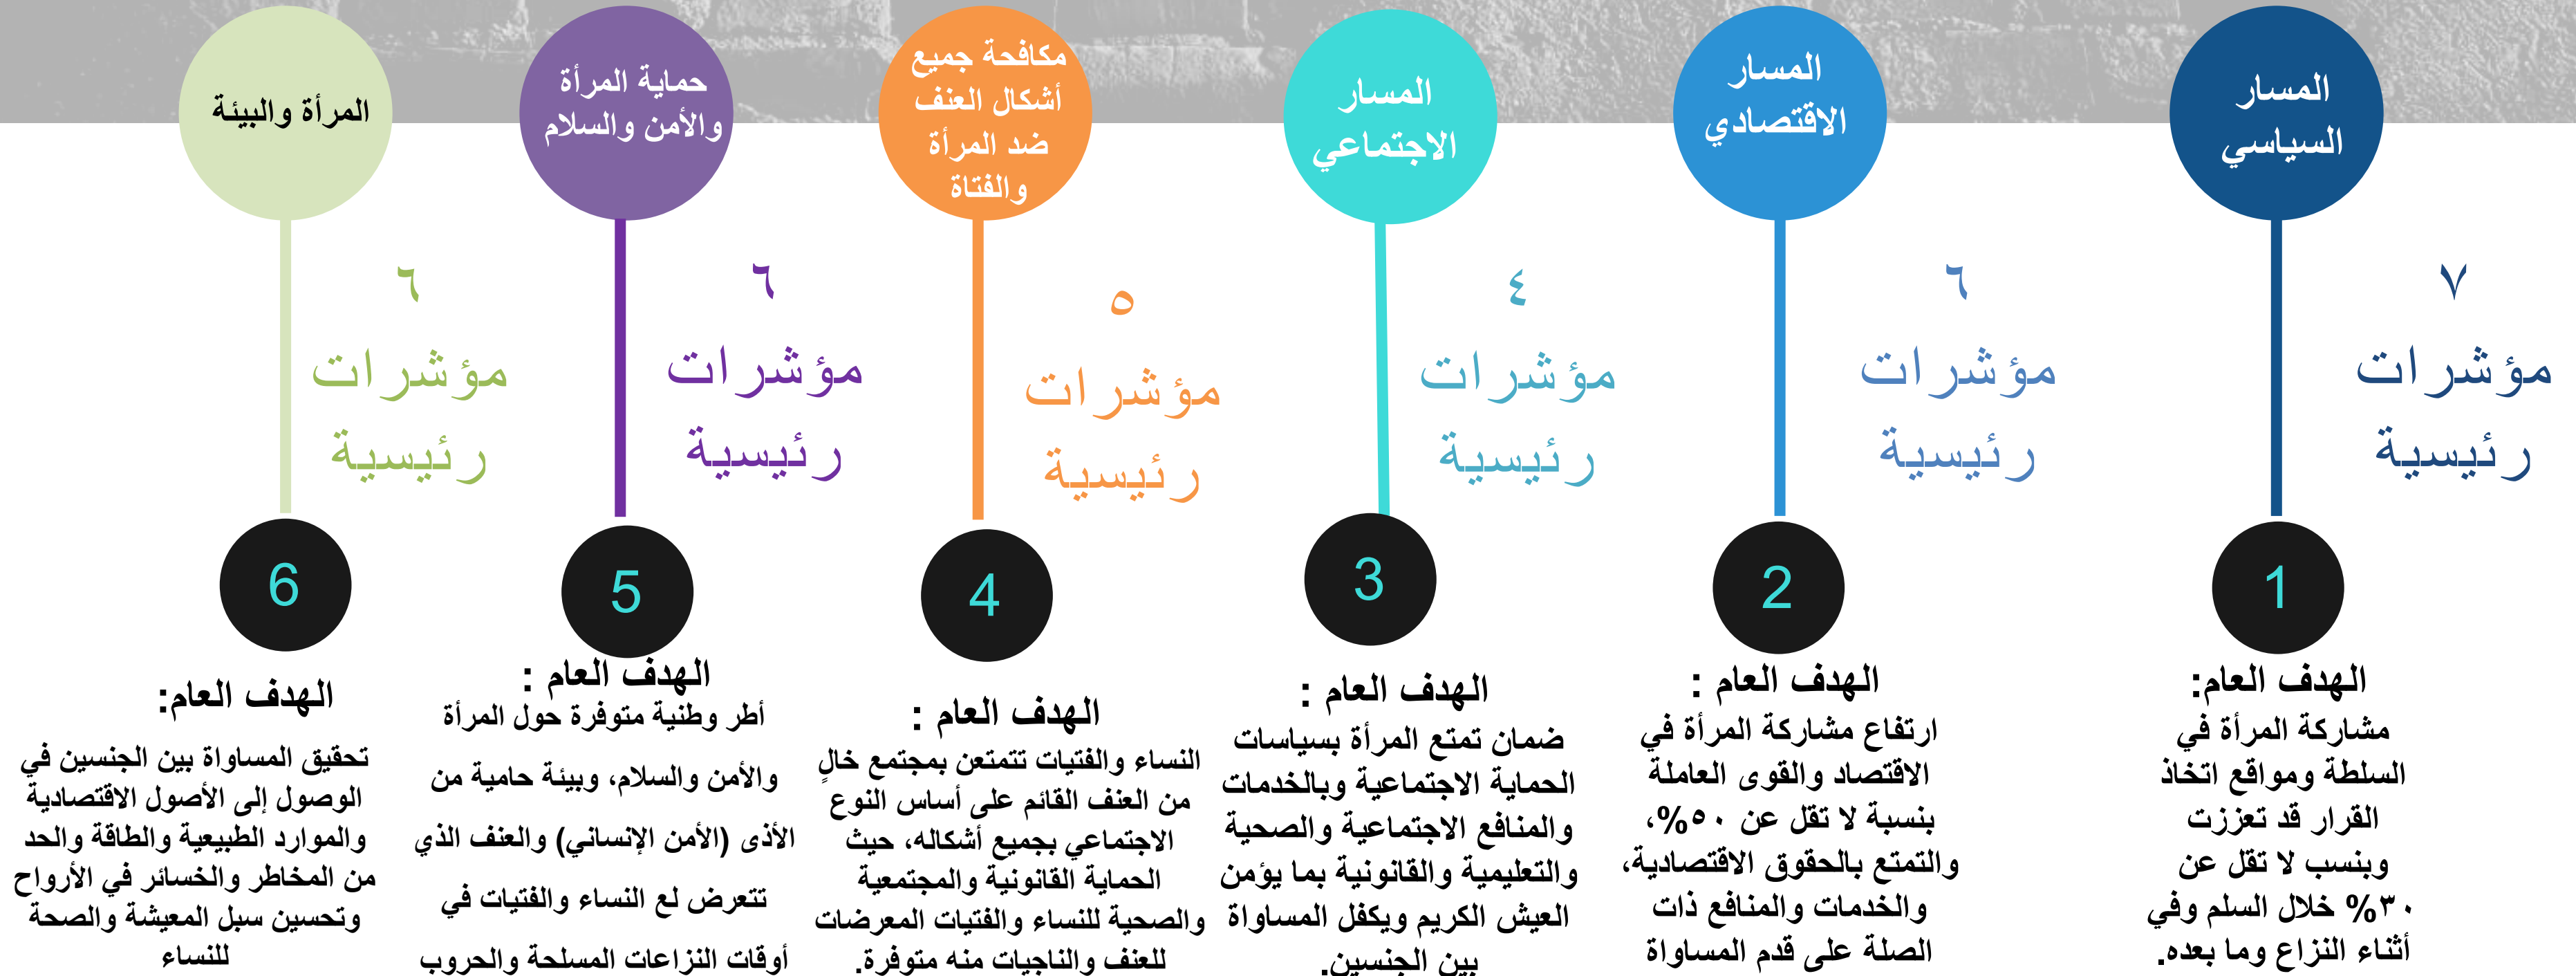 المسار
السياسي
٧
مؤشرات
رئيسية
1
الهدف العام:
مشاركة المرأة في
السلطة ومواقع اتخاذ
القرار قد تعززت
وبنسب لا تقل عن
٣٠% خلال السلم وفي
أثناء النزاع وما بعده.
المسار
الاقتصادي
٦
مؤشرات
رئيسية
2
الهدف العام :
ارتفاع مشاركة المرأة في
الاقتصاد والقوى العاملة
بنسبة لا تقل عن ٥٠%،
والتمتع بالحقوق الاقتصادية،
والخدمات والمنافع ذات
الصلة على قدم المساواة
المسار
الاجتماعي
٤
مؤشرات
رئيسية
3
الهدف العام :
ضمان تمتع المرأة بسياسات
الحماية الاجتماعية وبالخدمات
والمنافع الاجتماعية والصحية
والتعليمية والقانونية بما يؤمن
العيش الكريم ويكفل المساواة
بين الجنسين.
مكافحة جميع
أشكال العنف
ضد المرأة
والفتاة
٥
مؤشرات
رئيسية
4
الهدف العام :
النساء والفتيات تتمتعن بمجتمع خالٍ
من العنف القائم على أساس النوع
الاجتماعي بجميع أشكاله، حيث
الحماية القانونية والمجتمعية
والصحية للنساء والفتيات المعرضات
للعنف والناجيات منه متوفرة.
حماية المرأة
والأمن والسلام
٦
مؤشرات
رئيسية
5
الهدف العام :
أطر وطنية متوفرة حول المرأة
والأمن والسلام، وبيئة حامية من
الأذى (الأمن الإنساني) والعنف الذي
تتعرض لع النساء والفتيات في
أوقات النزاعات المسلحة والحروب
المرأة والبيئة
٦
مؤشرات
رئيسية
6
الهدف العام:
تحقيق المساواة بين الجنسين في
الوصول إلى الأصول الاقتصادية
والموارد الطبيعية والطاقة والحد
من المخاطر والخسائر في الأرواح
وتحسين سبل المعيشة والصحة
للنساء